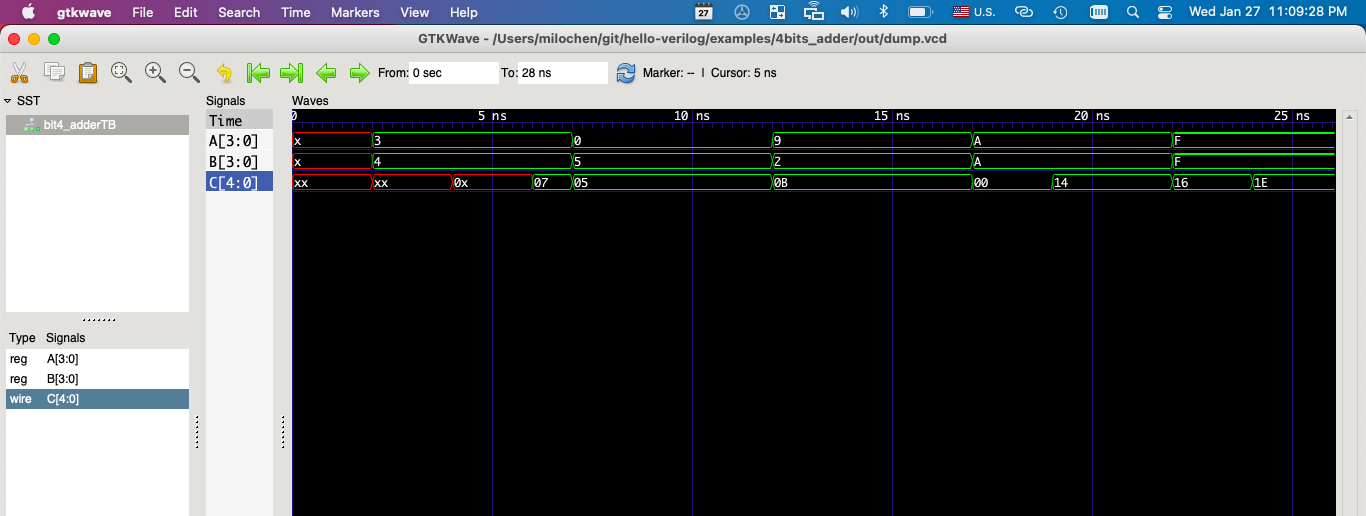 gtkwave File Edit Search Time Markers View Help 27 U.S. Wed Jan 27 11:09:28 PM
GTKWave - /Users/milochen/git/hello-verilog/examples/4bits_adder/out/dump.vcd
From: 0 sec To: 28 ns Marker: -- | Cursor: 5 ns
SST Signals Waves
bit4_adderTB
Time 0 5 ns 10 ns 15 ns 20 ns 25 ns
A[3:0] x 3 0 9 A F
B[3:0] x 4 5 2 A F
C[4:0] xx xx 0x 07 05 0B 00 14 16 1E
Type Signals
reg A[3:0]
reg B[3:0]
wire C[4:0]